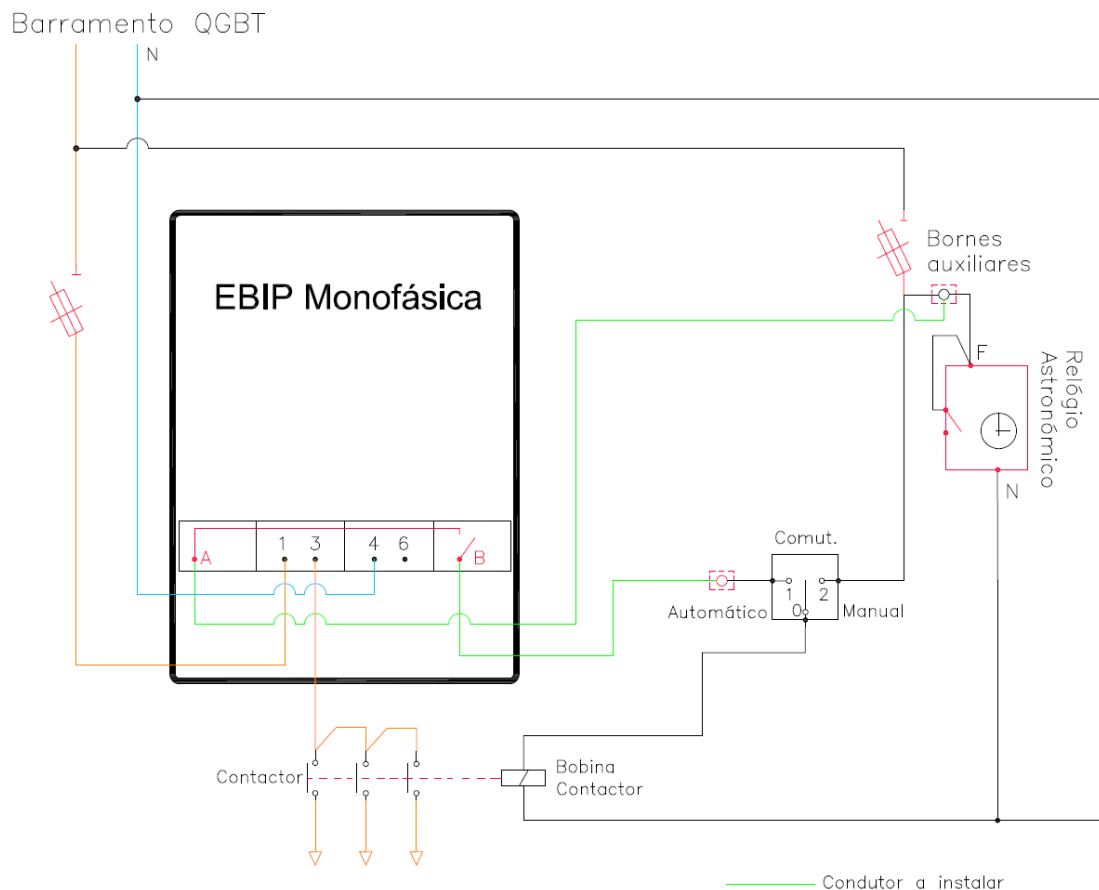 Barramento QGBT
N
Bornes
auxiliares
EBIP Monofásica
F
Relógio
Astronómico
N
A
1
3
4
6
B
Comut.
1
2
0
Automático
Manual
Contactor
Bobina
Contactor
Condutor a instalar